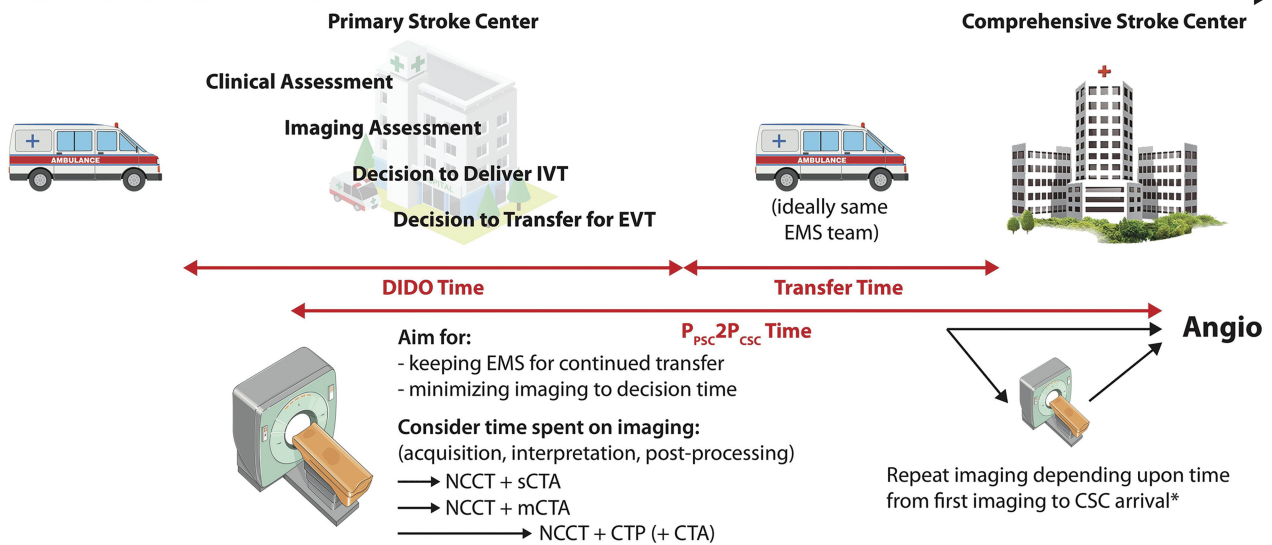 Primary Stroke Center
Comprehensive Stroke Center
Clinical Assessment
Imaging Assessment
Decision to Deliver IVT
Decision to Transfer for EVT
AMBULANCE
AMBULANCE
(ideally same
EMS team)
DIDO Time
Transfer Time
P_PSC2P_CSC Time
Angio
Aim for:
- keeping EMS for continued transfer
- minimizing imaging to decision time
Consider time spent on imaging:
(acquisition, interpretation, post-processing)
NCCT + sCTA
NCCT + mCTA
NCCT + CTP (+ CTA)
Repeat imaging depending upon time
from first imaging to CSC arrival*